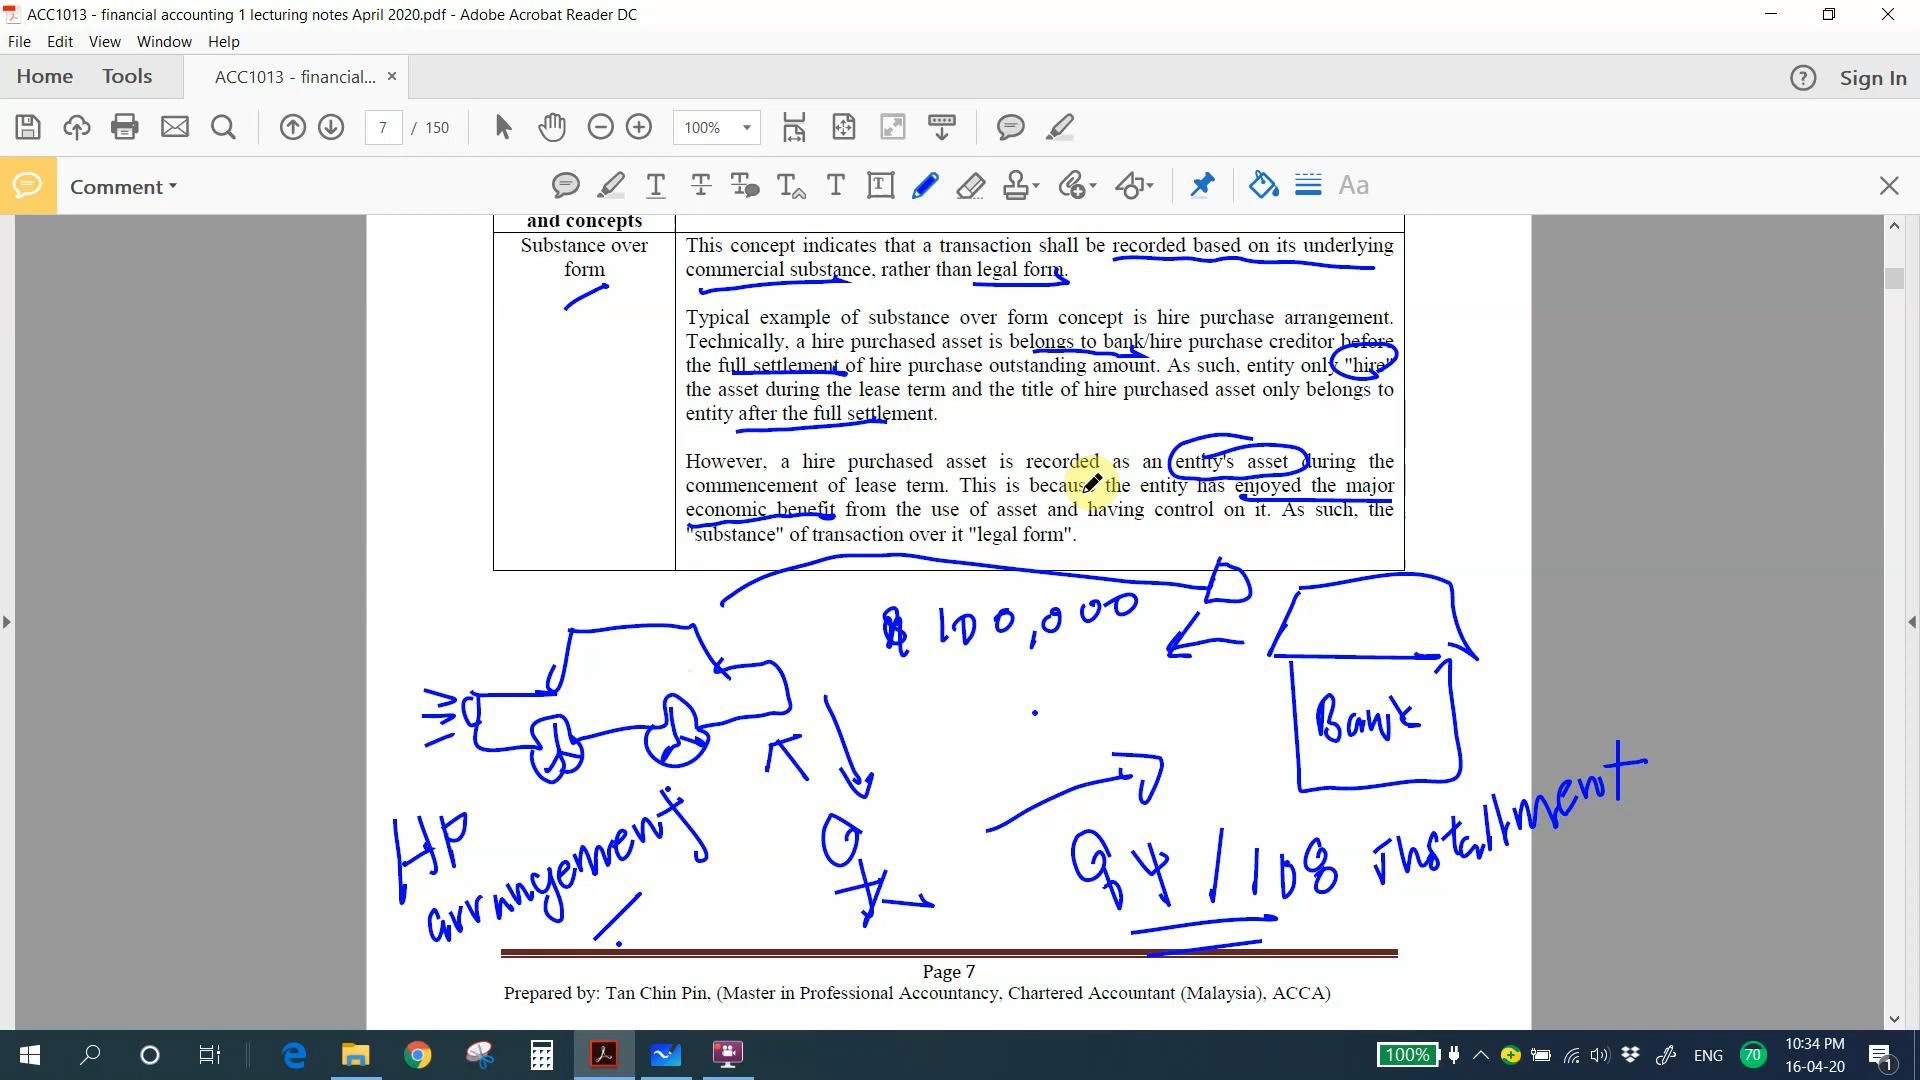 ACC1013 - financial accounting 1 lecturing notes April 2020.pdf - Adobe Acrobat Reader DC
File Edit View Window Help
Home Tools ACC1013 - financial... × Sign In
7 / 150 100%
Comment Aa
and concepts
Substance over
form
This concept indicates that a transaction shall be recorded based on its underlying
commercial substance, rather than legal form.
Typical example of substance over form concept is hire purchase arrangement.
Technically, a hire purchased asset is belongs to bank/hire purchase creditor before
the full settlement of hire purchase outstanding amount. As such, entity only "hire"
the asset during the lease term and the title of hire purchased asset only belongs to
entity after the full settlement.
However, a hire purchased asset is recorded as an entity's asset during the
commencement of lease term. This is because the entity has enjoyed the major
economic benefit from the use of asset and having control on it. As such, the
"substance" of transaction over it "legal form".
$ 100,000
Bank
HP
arrangement
/ 108 installment
Page 7
Prepared by: Tan Chin Pin, (Master in Professional Accountancy, Chartered Accountant (Malaysia), ACCA)
100% ENG 70 10:34 PM
16-04-20 1